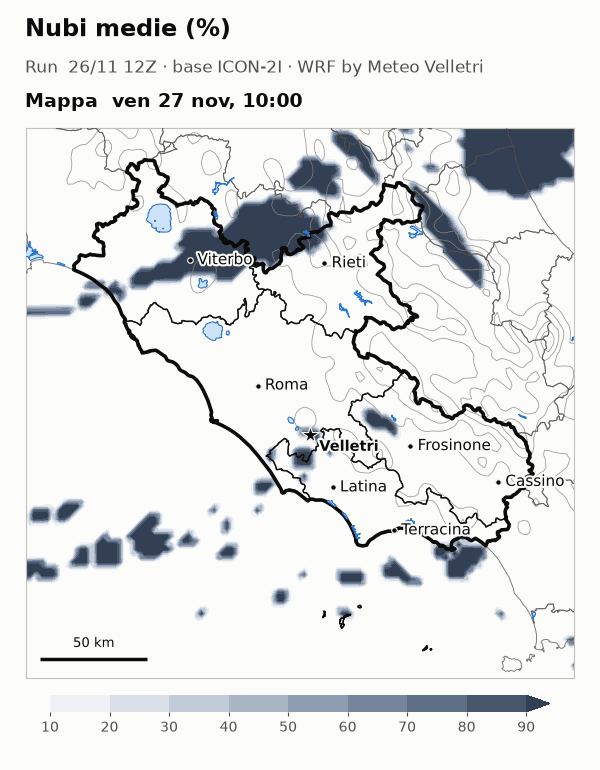 Nubi medie (%)
Run  26/11 12Z · base ICON-2I · WRF by Meteo Velletri
Mappa  ven 27 nov, 10:00
Viterbo
Rieti
Roma
Velletri
Frosinone
Latina
Cassino
Terracina
50 km
10 20 30 40 50 60 70 80 90